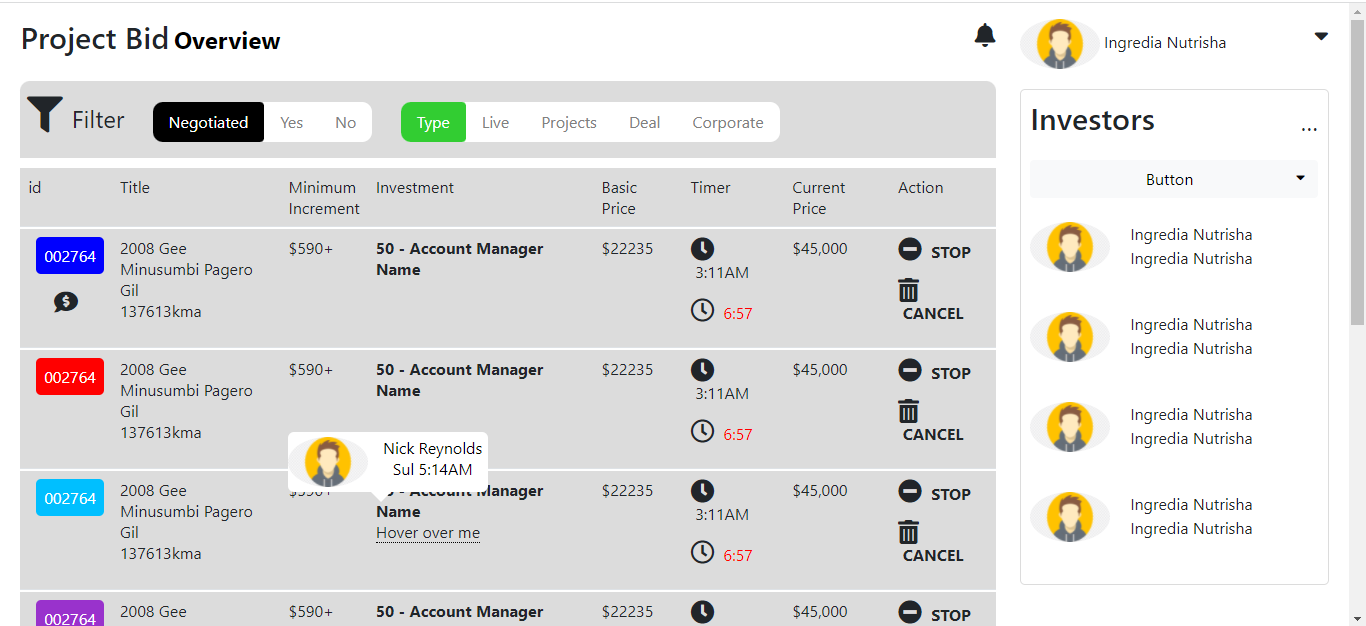 Project Bid Overview
Ingredia Nutrisha
Filter
Negotiated Yes No
Type Live Projects Deal Corporate
id Title Minimum Increment Investment Basic Price Timer Current Price Action
002764
2008 Gee
Minusumbi Pagero
Gil
137613kma
$590+
50 - Account Manager
Name
$22235
3:11AM
6:57
$45,000
STOP
CANCEL
002764
2008 Gee
Minusumbi Pagero
Gil
137613kma
$590+
50 - Account Manager
Name
$22235
3:11AM
6:57
$45,000
STOP
CANCEL
Nick Reynolds
Sul 5:14AM
002764
2008 Gee
Minusumbi Pagero
Gil
137613kma
Account Manager
Name
Hover over me
$22235
3:11AM
6:57
$45,000
STOP
CANCEL
002764
2008 Gee
$590+
50 - Account Manager
$22235
$45,000
STOP
Investors
...
Button
Ingredia Nutrisha
Ingredia Nutrisha
Ingredia Nutrisha
Ingredia Nutrisha
Ingredia Nutrisha
Ingredia Nutrisha
Ingredia Nutrisha
Ingredia Nutrisha